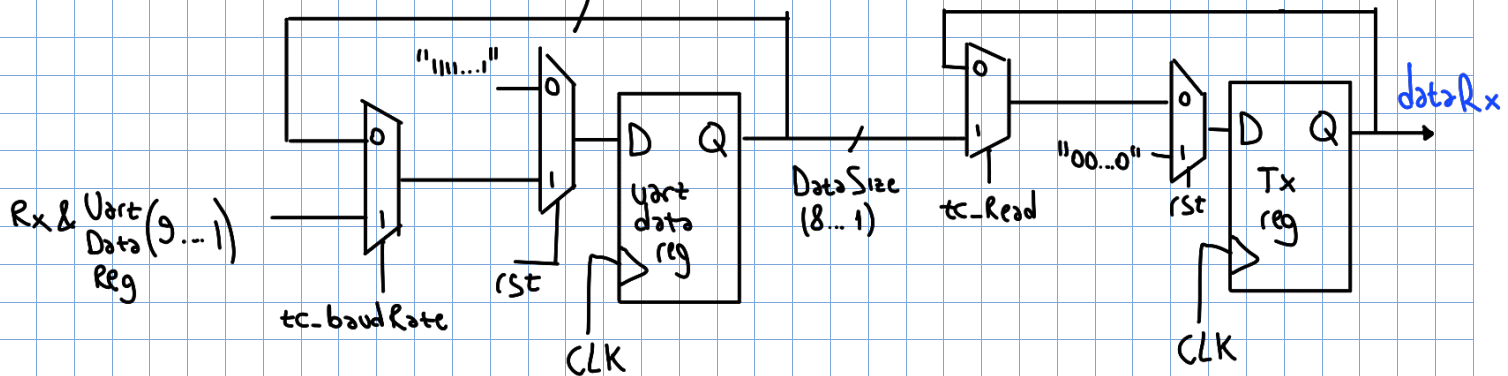 Rx & Uart Data Reg (9...1)
0
1
tc_baudRate
"1111...1"
0
1
rst
D
Q
uart
data
reg
CLK
DataSize
(8...1)
0
1
tc_Read
0
"00...0"
1
rst
D
Q
Tx
reg
CLK
dataRx